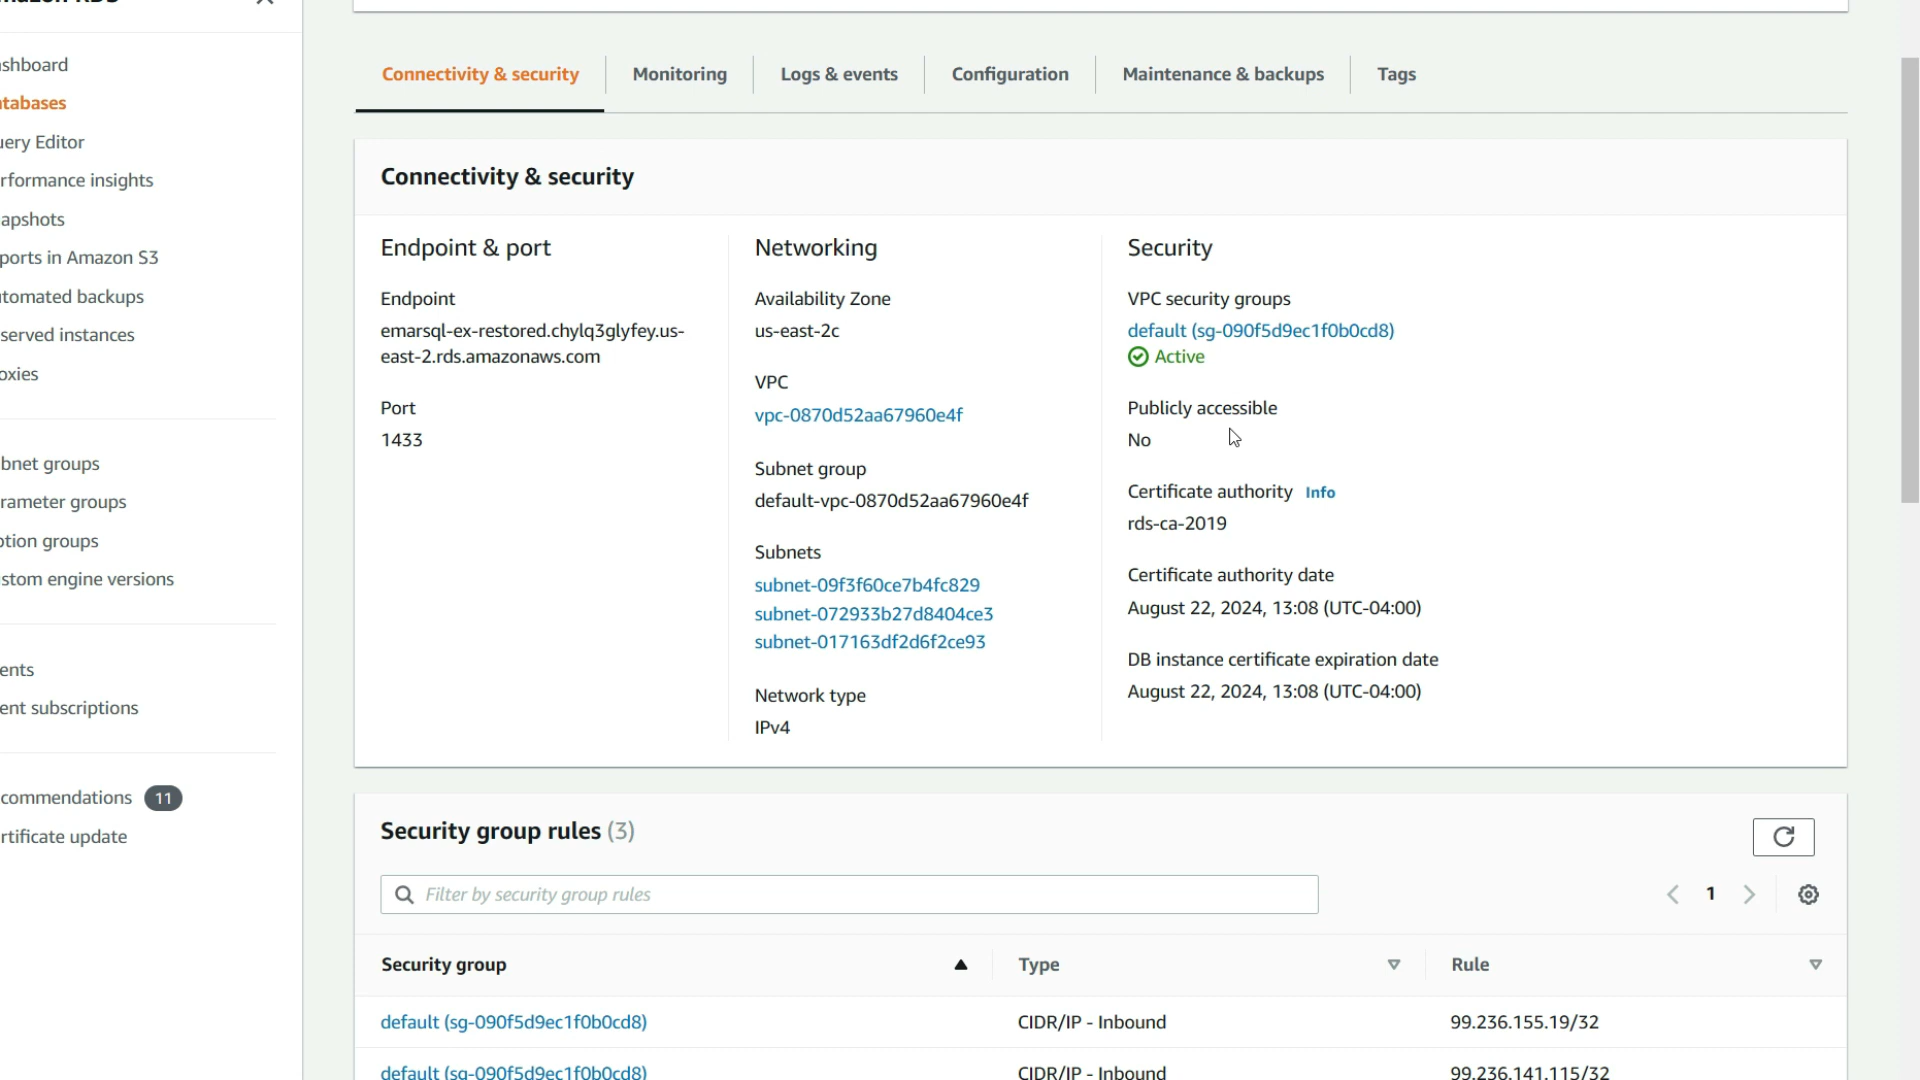 shboard
tabases
uery Editor
rformance insights
apshots
ports in Amazon S3
tomated backups
served instances
oxies
bnet groups
rameter groups
ption groups
stom engine versions
ents
ent subscriptions
commendations 11
rtificate update
Connectivity & security
Monitoring
Logs & events
Configuration
Maintenance & backups
Tags
Connectivity & security
Endpoint & port
Endpoint
emarsql-ex-restored.chylq3glyfey.us-
east-2.rds.amazonaws.com
Port
1433
Networking
Availability Zone
us-east-2c
VPC
vpc-0870d52aa67960e4f
Subnet group
default-vpc-0870d52aa67960e4f
Subnets
subnet-09f3f60ce7b4fc829
subnet-072933b27d8404ce3
subnet-017163df2d6f2ce93
Network type
IPv4
Security
VPC security groups
default (sg-090f5d9ec1f0b0cd8)
Active
Publicly accessible
No
Certificate authority Info
rds-ca-2019
Certificate authority date
August 22, 2024, 13:08 (UTC-04:00)
DB instance certificate expiration date
August 22, 2024, 13:08 (UTC-04:00)
Security group rules (3)
Filter by security group rules
1
Security group Type Rule
default (sg-090f5d9ec1f0b0cd8) CIDR/IP - Inbound 99.236.155.19/32
default (sg-090f5d9ec1f0b0cd8) CIDR/IP - Inbound 99.236.141.115/32